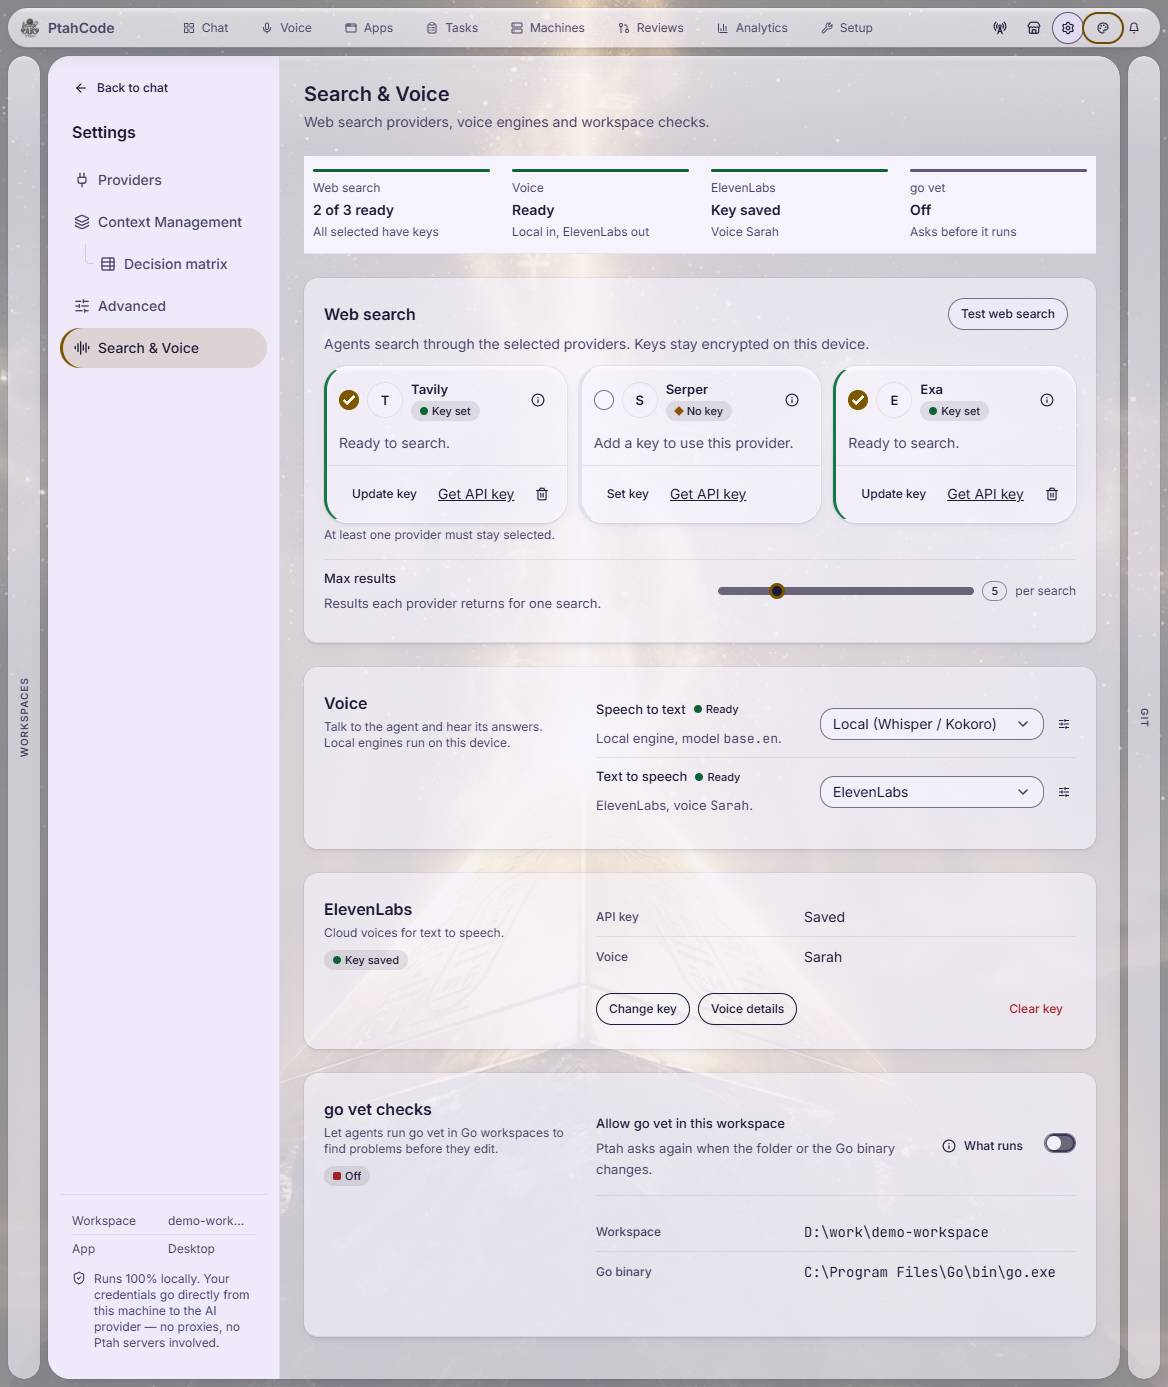 PtahCode
Chat
Voice
Apps
Tasks
Machines
Reviews
Analytics
Setup
WORKSPACES
Back to chat
Settings
Providers
Context Management
Decision matrix
Advanced
Search & Voice
Workspace demo-work...
App Desktop
Runs 100% locally. Your
credentials go directly from
this machine to the AI
provider — no proxies, no
Ptah servers involved.
Search & Voice
Web search providers, voice engines and workspace checks.
Web search
2 of 3 ready
All selected have keys
Voice
Ready
Local in, ElevenLabs out
ElevenLabs
Key saved
Voice Sarah
go vet
Off
Asks before it runs
Web search
Test web search
Agents search through the selected providers. Keys stay encrypted on this device.
T
Tavily
Key set
Ready to search.
Update key Get API key
S
Serper
No key
Add a key to use this provider.
Set key Get API key
E
Exa
Key set
Ready to search.
Update key Get API key
At least one provider must stay selected.
Max results
Results each provider returns for one search.
5 per search
Voice
Talk to the agent and hear its answers.
Local engines run on this device.
Speech to text Ready
Local engine, model base.en.
Local (Whisper / Kokoro)
Text to speech Ready
ElevenLabs, voice Sarah.
ElevenLabs
ElevenLabs
Cloud voices for text to speech.
Key saved
API key Saved
Voice Sarah
Change key
Voice details
Clear key
go vet checks
Let agents run go vet in Go workspaces to
find problems before they edit.
Off
Allow go vet in this workspace
Ptah asks again when the folder or the Go binary
changes.
What runs
Workspace D:\work\demo-workspace
Go binary C:\Program Files\Go\bin\go.exe
GIT